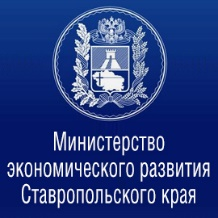 Министерство
экономического развития
Ставропольского края